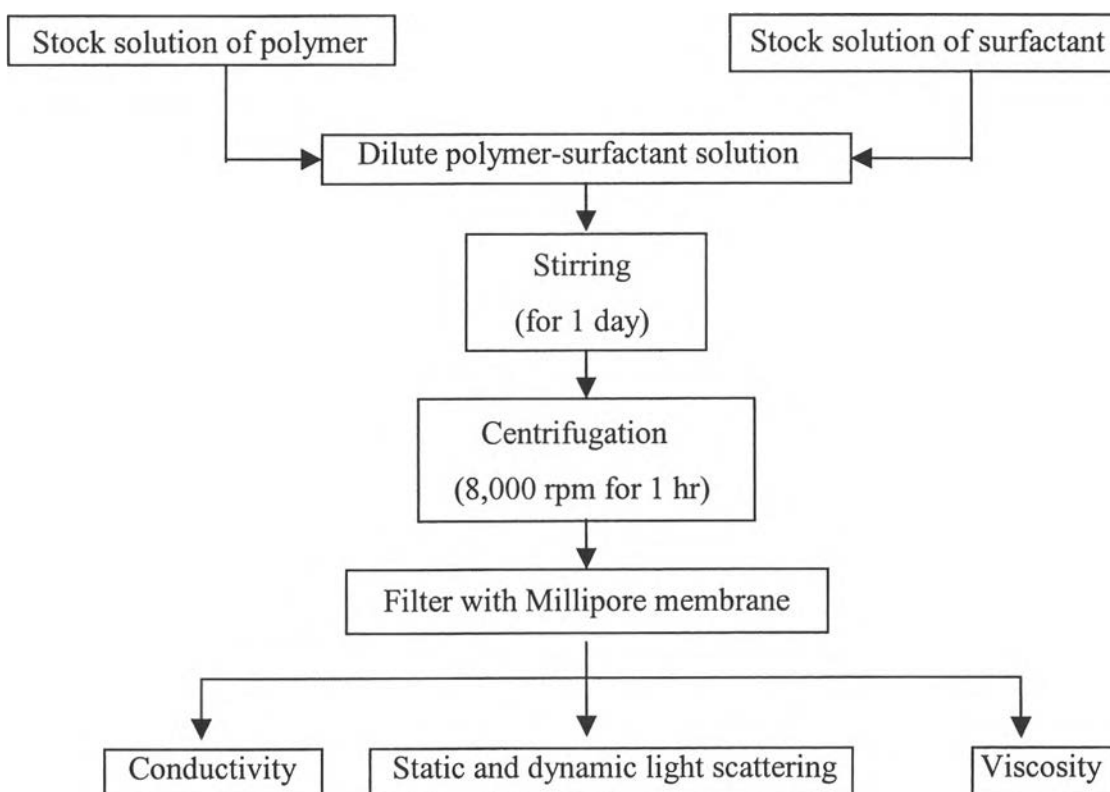 Stock solution of polymer
Stock solution of surfactant
Dilute polymer-surfactant solution
Stirring
(for 1 day)
Centrifugation
(8,000 rpm for 1 hr)
Filter with Millipore membrane
Conductivity
Static and dynamic light scattering
Viscosity